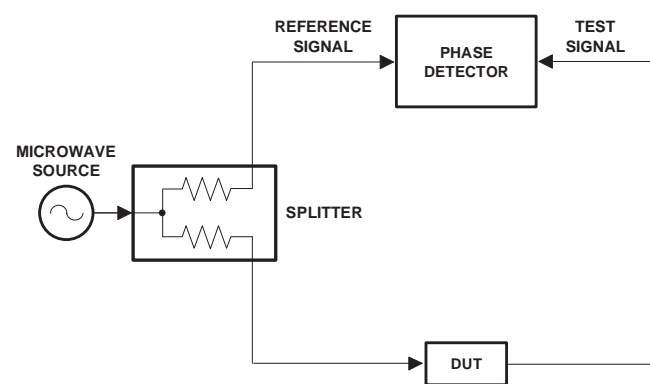 REFERENCE
SIGNAL
PHASE
DETECTOR
TEST
SIGNAL
MICROWAVE
SOURCE
SPLITTER
DUT